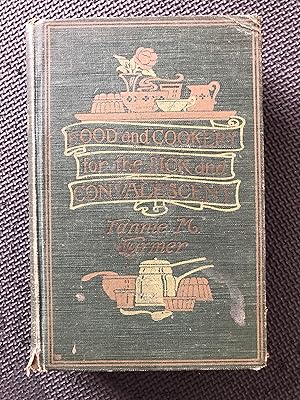 FOOD and COOKERY
for the SICK and
CONVALESCENT
Fannie M.
Farmer